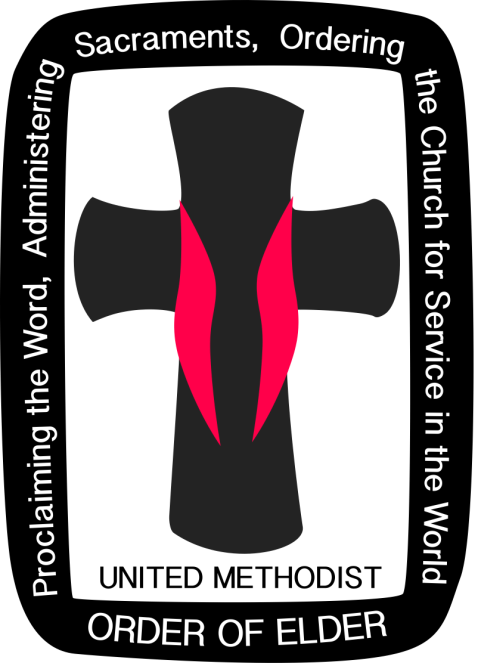 Proclaiming the Word, Administering Sacraments, Ordering the Church for Service in the World
UNITED METHODIST
ORDER OF ELDER